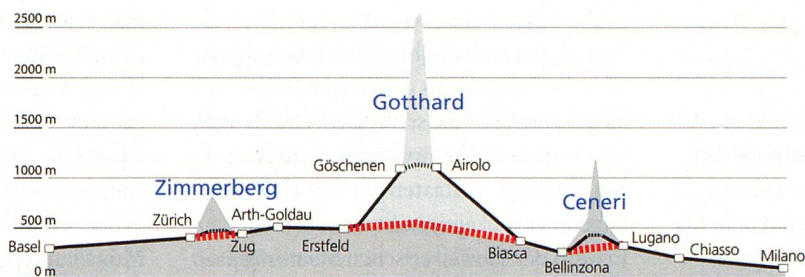 2500 m
2000 m
1500 m
1000 m
500 m
0 m
Gotthard
Göschenen
Airolo
Zimmerberg
Ceneri
Zürich
Arth-Goldau
Basel
Zug
Erstfeld
Biasca
Bellinzona
Lugano
Chiasso
Milano